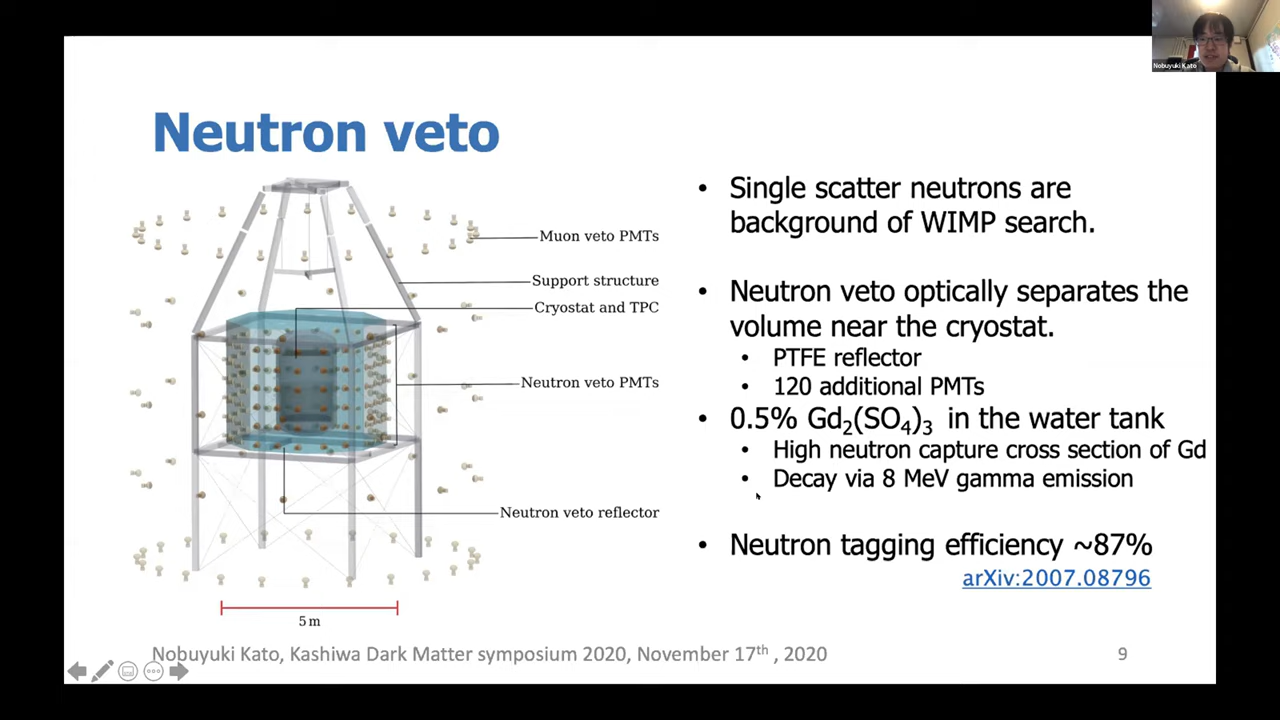 Nobuyuki Kato
Neutron veto
Muon veto PMTs
Support structure
Cryostat and TPC
Neutron veto PMTs
Neutron veto reflector
5 m
• Single scatter neutrons are
background of WIMP search.
• Neutron veto optically separates the
volume near the cryostat.
• PTFE reflector
• 120 additional PMTs
• 0.5% Gd₂(SO₄)₃ in the water tank
• High neutron capture cross section of Gd
• Decay via 8 MeV gamma emission
• Neutron tagging efficiency ~87%
arXiv:2007.08796
Nobuyuki Kato, Kashiwa Dark Matter symposium 2020, November 17th , 2020
9